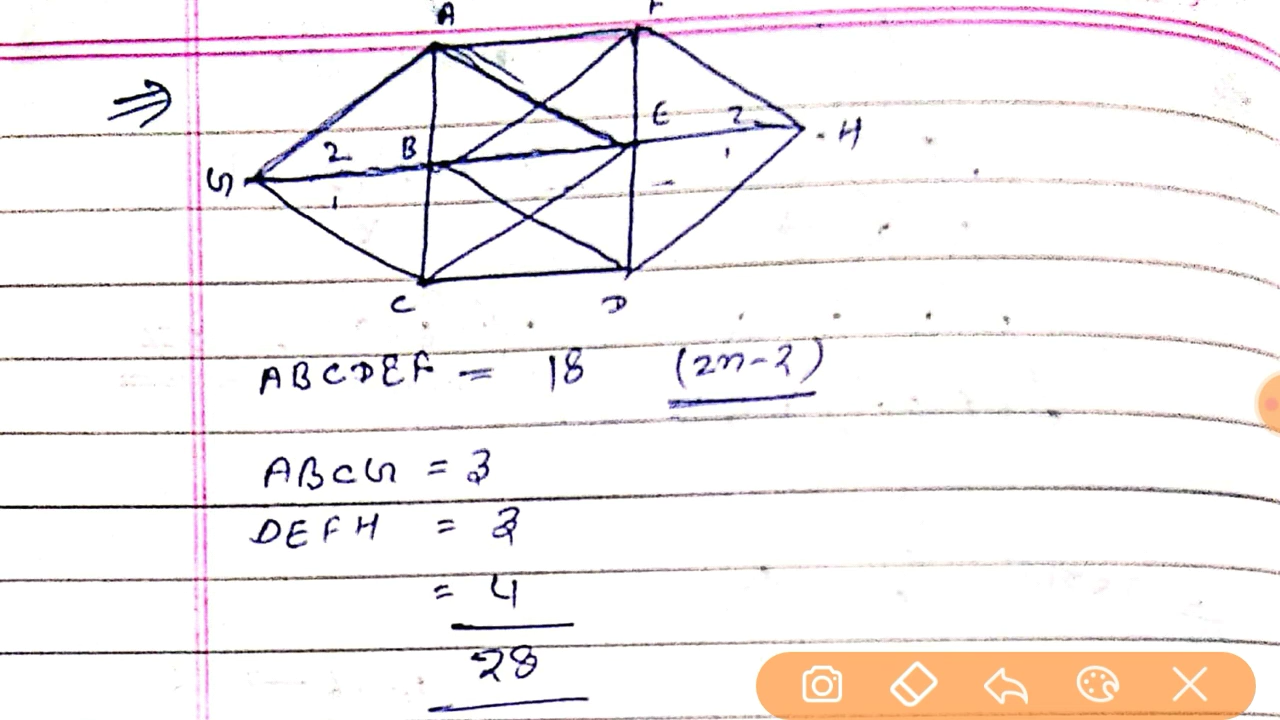 A F
⇒
2 B E 2 H
G
1 1
C D
ABCDEF = 18 (2n-2)
ABCG = 3
DEFH = 3
= 4
28